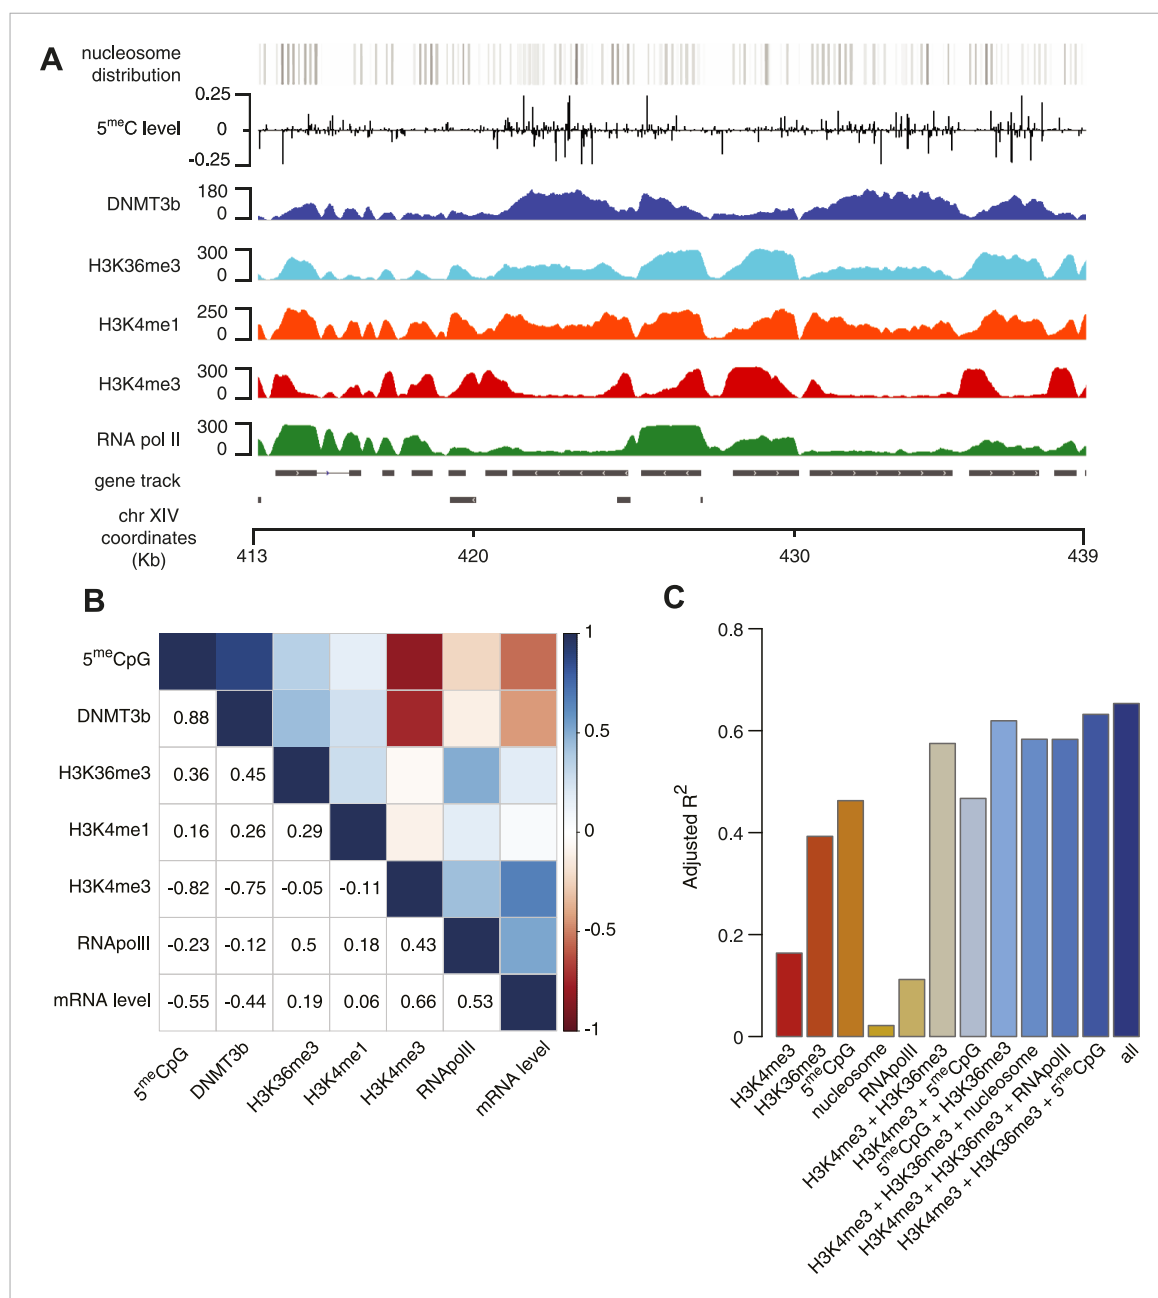 A
nucleosome
distribution
0.25
5meC level
0
-0.25
DNMT3b
180
0
H3K36me3
300
0
H3K4me1
250
0
H3K4me3
300
0
RNA pol II
300
0
gene track
chr XIV
coordinates
(Kb)
413
420
430
439
B
5meCpG
DNMT3b 0.88
H3K36me3 0.36 0.45
H3K4me1 0.16 0.26 0.29
H3K4me3 -0.82 -0.75 -0.05 -0.11
RNApolII -0.23 -0.12 0.5 0.18 0.43
mRNA level -0.55 -0.44 0.19 0.06 0.66 0.53
5meCpG
DNMT3b
H3K36me3
H3K4me1
H3K4me3
RNApolII
mRNA level
1
0.5
0
-0.5
-1
C
Adjusted R2
0.8
0.6
0.4
0.2
0
H3K4me3
H3K36me3
5meCpG
nucleosome
RNApolII
H3K4me3 + H3K36me3
H3K4me3 + 5meCpG
5meCpG + H3K36me3
H3K4me3 + H3K36me3 + nucleosome
H3K4me3 + H3K36me3 + RNApolII
H3K4me3 + H3K36me3 + 5meCpG
all